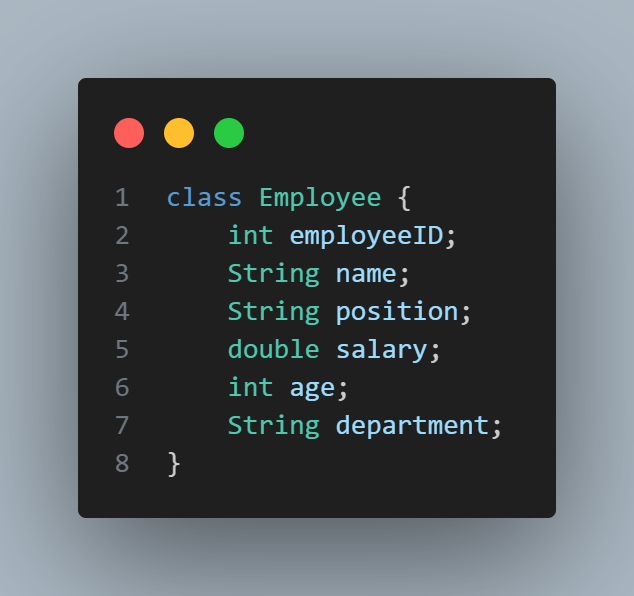 1 class Employee {
2     int employeeID;
3     String name;
4     String position;
5     double salary;
6     int age;
7     String department;
8 }